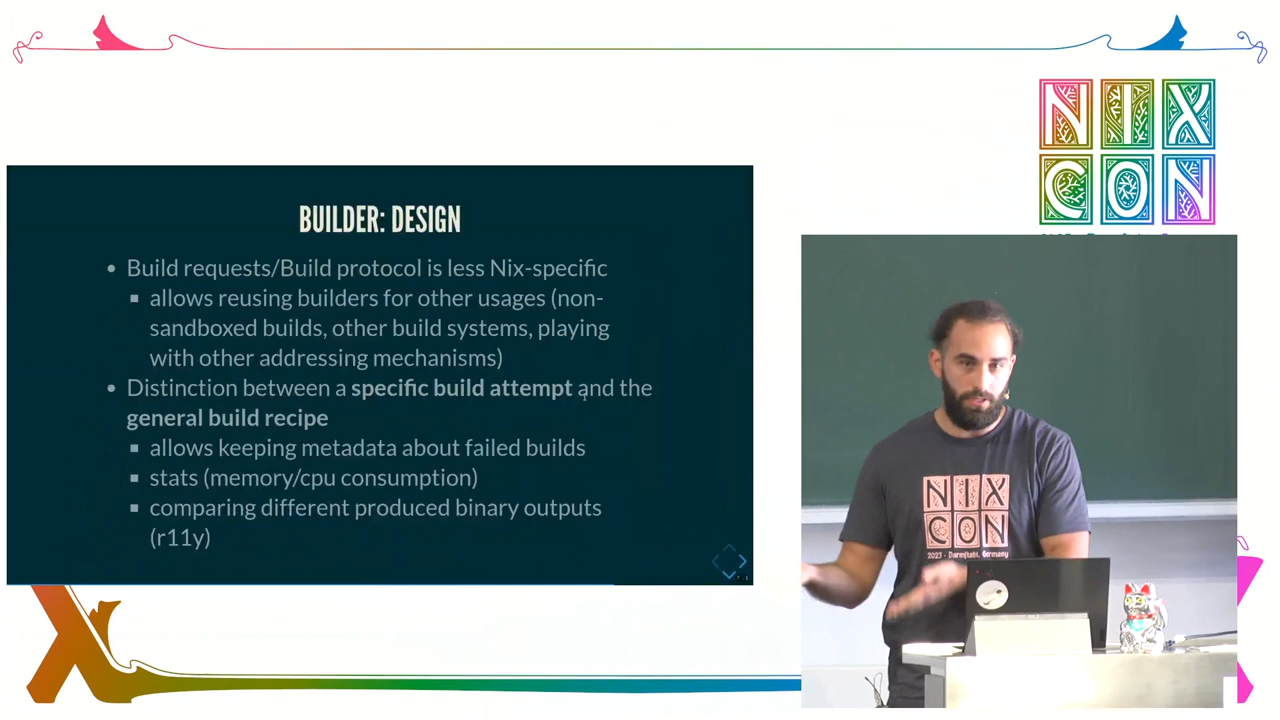 NIX
CON
BUILDER: DESIGN
Build requests/Build protocol is less Nix-specific
allows reusing builders for other usages (non-
sandboxed builds, other build systems, playing
with other addressing mechanisms)
Distinction between a specific build attempt and the
general build recipe
allows keeping metadata about failed builds
stats (memory/cpu consumption)
comparing different produced binary outputs
(r11y)
NIX
CON
2023 - Darmstadt, Germany